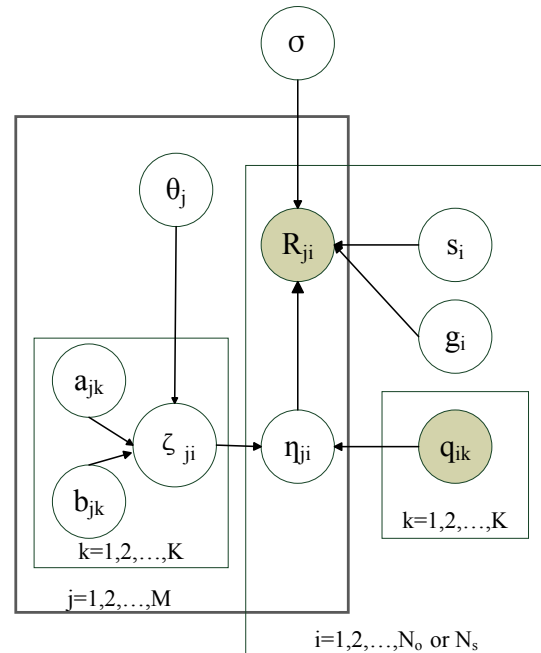 σ
θj
Rji
si
gi
ajk
ζ ji
ηji
qik
bjk
k=1,2,…,K
k=1,2,…,K
j=1,2,…,M
i=1,2,…,No or Ns